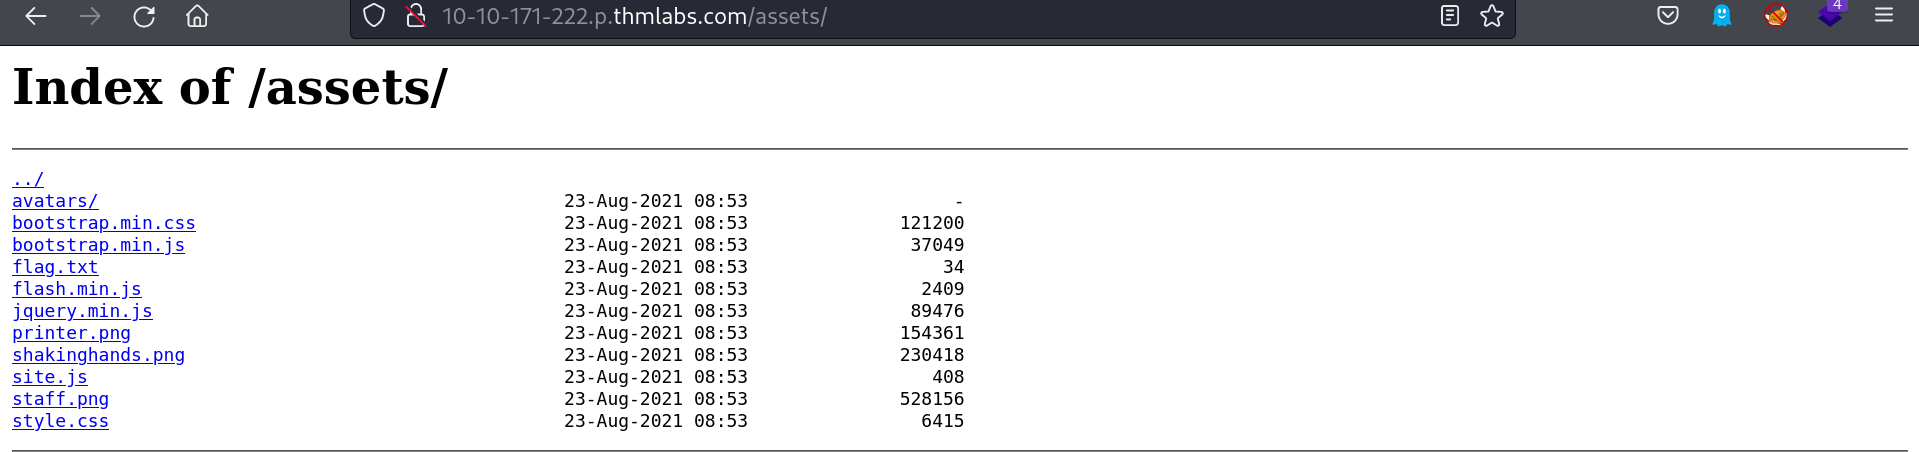 10-10-171-222.p.thmlabs.com/assets/
4
Index of /assets/
../
avatars/ 23-Aug-2021 08:53 -
bootstrap.min.css 23-Aug-2021 08:53 121200
bootstrap.min.js 23-Aug-2021 08:53 37049
flag.txt 23-Aug-2021 08:53 34
flash.min.js 23-Aug-2021 08:53 2409
jquery.min.js 23-Aug-2021 08:53 89476
printer.png 23-Aug-2021 08:53 154361
shakinghands.png 23-Aug-2021 08:53 230418
site.js 23-Aug-2021 08:53 408
staff.png 23-Aug-2021 08:53 528156
style.css 23-Aug-2021 08:53 6415